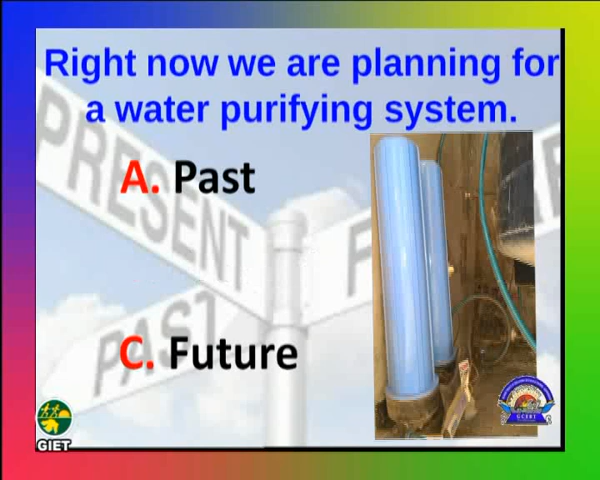 Right now we are planning for
a water purifying system.
A. Past
C. Future
PRESENT
PAST
GIET
GCERT